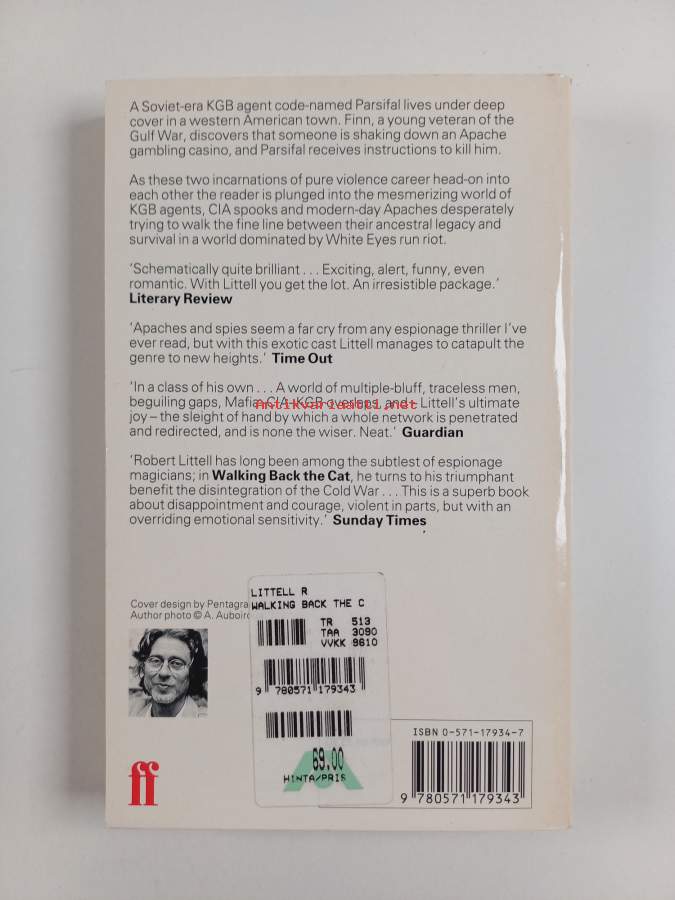 A Soviet-era KGB agent code-named Parsifal lives under deep
cover in a western American town. Finn, a young veteran of the
Gulf War, discovers that someone is shaking down an Apache
gambling casino, and Parsifal receives instructions to kill him.
As these two incarnations of pure violence career head-on into
each other the reader is plunged into the mesmerizing world of
KGB agents, CIA spooks and modern-day Apaches desperately
trying to walk the fine line between their ancestral legacy and
survival in a world dominated by White Eyes run riot.
‘Schematically quite brilliant . . . Exciting, alert, funny, even
romantic. With Littell you get the lot. An irresistible package.’
Literary Review
‘Apaches and spies seem a far cry from any espionage thriller I’ve
ever read, but with this exotic cast Littell manages to catapult the
genre to new heights.’ Time Out
‘In a class of his own . . . A world of multiple-bluff, traceless men,
beguiling gaps, Mafia-CIA-KGB overlaps, and – Littell’s ultimate
antikvariaatti.net
joy – the sleight of hand by which a whole network is penetrated
and redirected, and is none the wiser. Neat.’ Guardian
‘Robert Littell has long been among the subtlest of espionage
magicians; in Walking Back the Cat, he turns to his triumphant
benefit the disintegration of the Cold War . . . This is a superb book
about disappointment and courage, violent in parts, but with an
overriding emotional sensitivity.’ Sunday Times
Cover design by Pentagra
Author photo © A. Auboir
LITTELL R
WALKING BACK THE C
TR 513
TAA 3090
VVKK 9610
9 780571 179343
69.00
HINTA/PRIS
ff
ISBN 0-571-17934-7
9 780571 179343